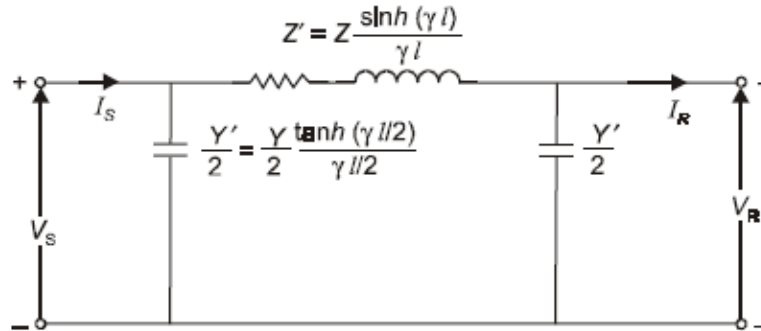 Z′ = Z sinh (γ l) / γ l
+ I_S I_R -
Y′/2 = Y/2 tanh (γ l/2) / γ l/2
Y′/2
V_S V_R
– -